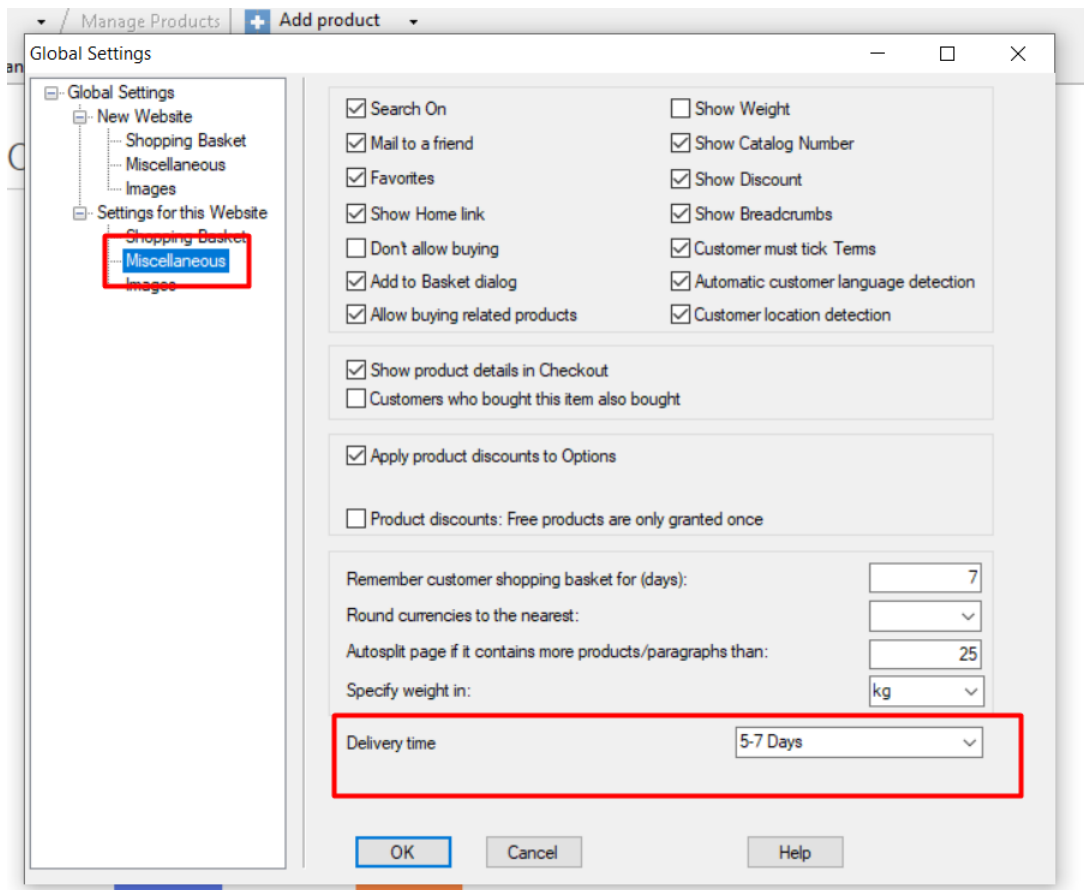 Manage Products
Add product
Global Settings
an
Global Settings
New Website
Shopping Basket
Miscellaneous
Images
Settings for this Website
Shopping Basket
Miscellaneous
Images
Search On
Show Weight
Mail to a friend
Show Catalog Number
Favorites
Show Discount
Show Home link
Show Breadcrumbs
Don't allow buying
Customer must tick Terms
Add to Basket dialog
Automatic customer language detection
Allow buying related products
Customer location detection
Show product details in Checkout
Customers who bought this item also bought
Apply product discounts to Options
Product discounts: Free products are only granted once
Remember customer shopping basket for (days): 7
Round currencies to the nearest:
Autosplit page if it contains more products/paragraphs than: 25
Specify weight in: kg
Delivery time 5-7 Days
OK Cancel Help